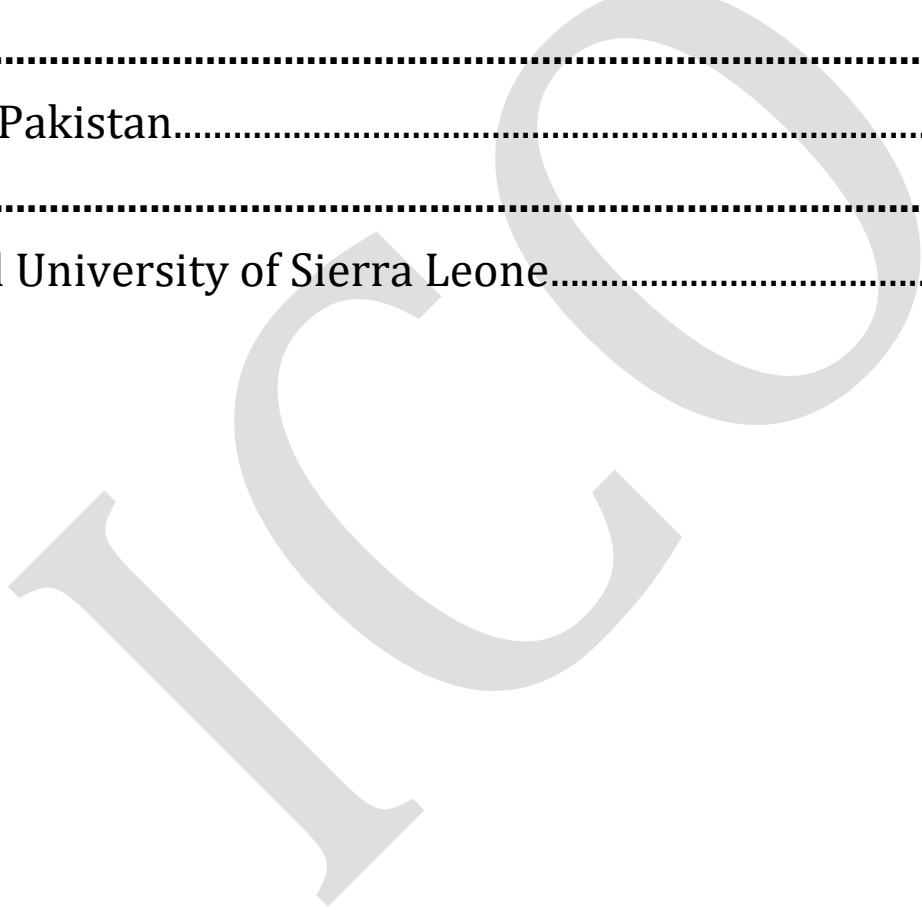 ................................................................................
Pakistan................................................................................
................................................................................
University of Sierra Leone........................................
ICO